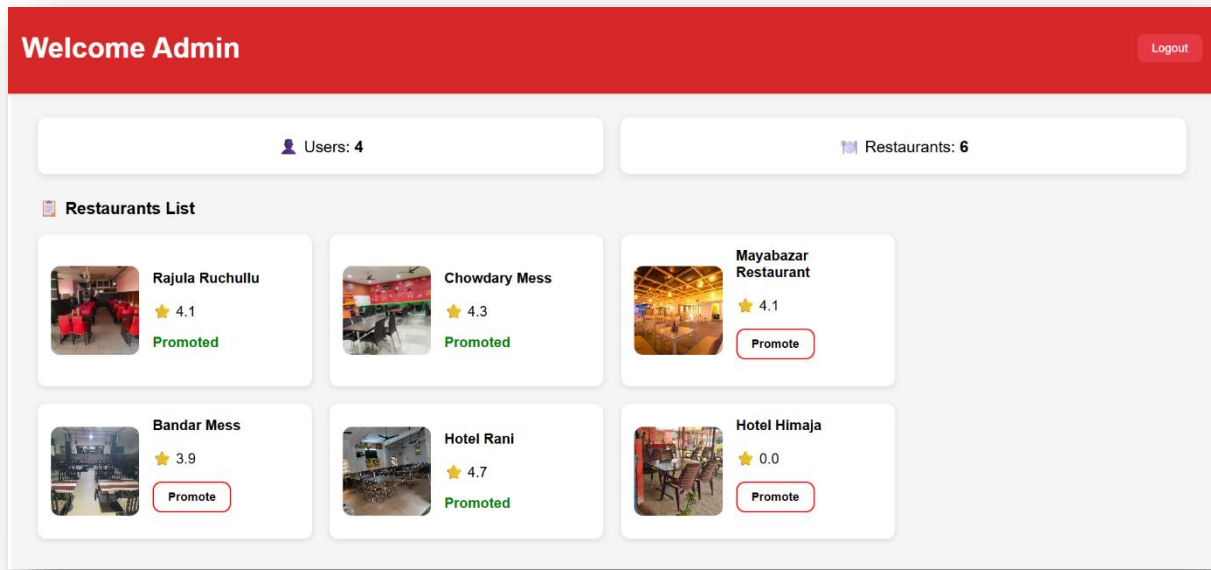 Welcome Admin
Logout
Users: 4
Restaurants: 6
Restaurants List
Rajula Ruchullu
4.1
Promoted
Chowdary Mess
4.3
Promoted
Mayabazar
Restaurant
4.1
Promote
Bandar Mess
3.9
Promote
Hotel Rani
4.7
Promoted
Hotel Himaja
0.0
Promote